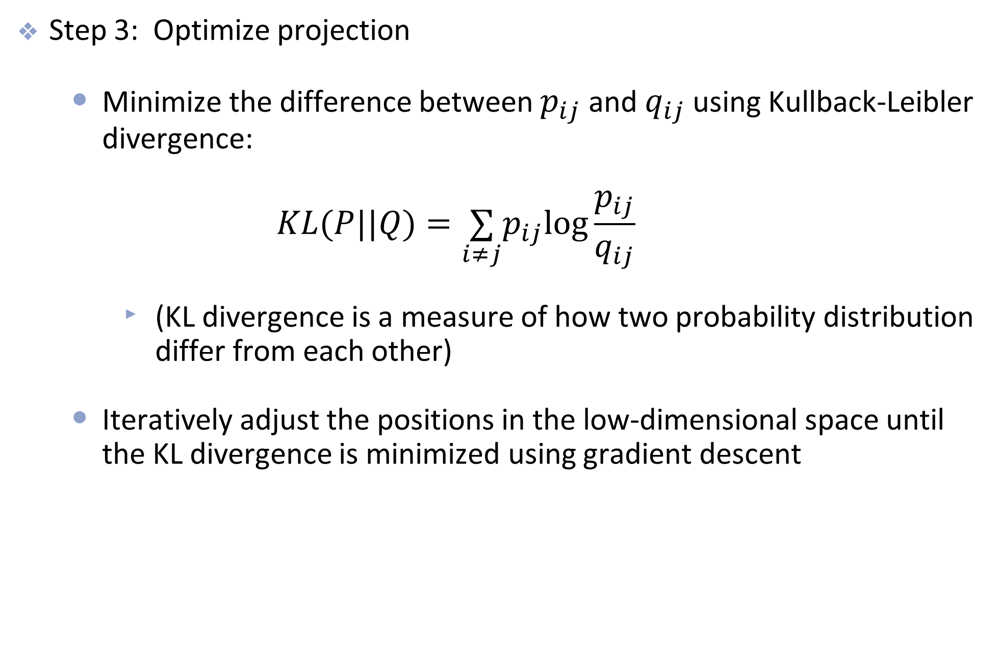 ❖ Step 3: Optimize projection
• Minimize the difference between p_{ij} and q_{ij} using Kullback-Leibler
divergence:
KL(P||Q) = ∑_{i≠j} p_{ij} log \frac{p_{ij}}{q_{ij}}
▸ (KL divergence is a measure of how two probability distribution
differ from each other)
• Iteratively adjust the positions in the low-dimensional space until
the KL divergence is minimized using gradient descent